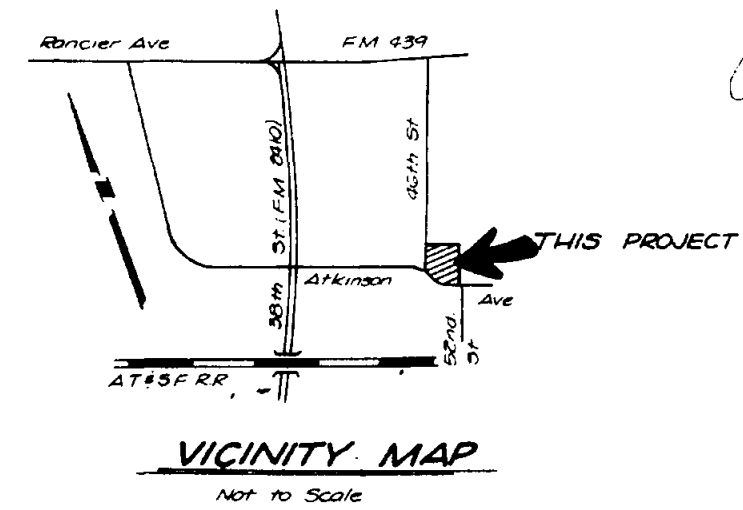 Rancier Ave
FM 439
46th St
38th St. (FM 2410)
THIS PROJECT
Atkinson
Ave
52nd. St
AT&SF R.R.
VICINITY MAP
Not to Scale